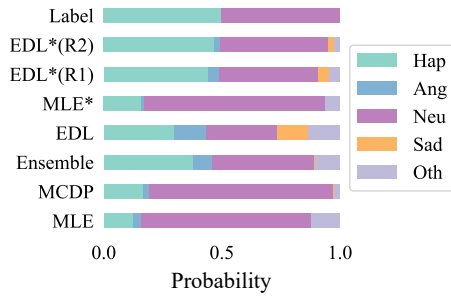 Label
EDL*(R2)
EDL*(R1)
MLE*
EDL
Ensemble
MCDP
MLE
0.0 0.5 1.0
Probability
Hap
Ang
Neu
Sad
Oth